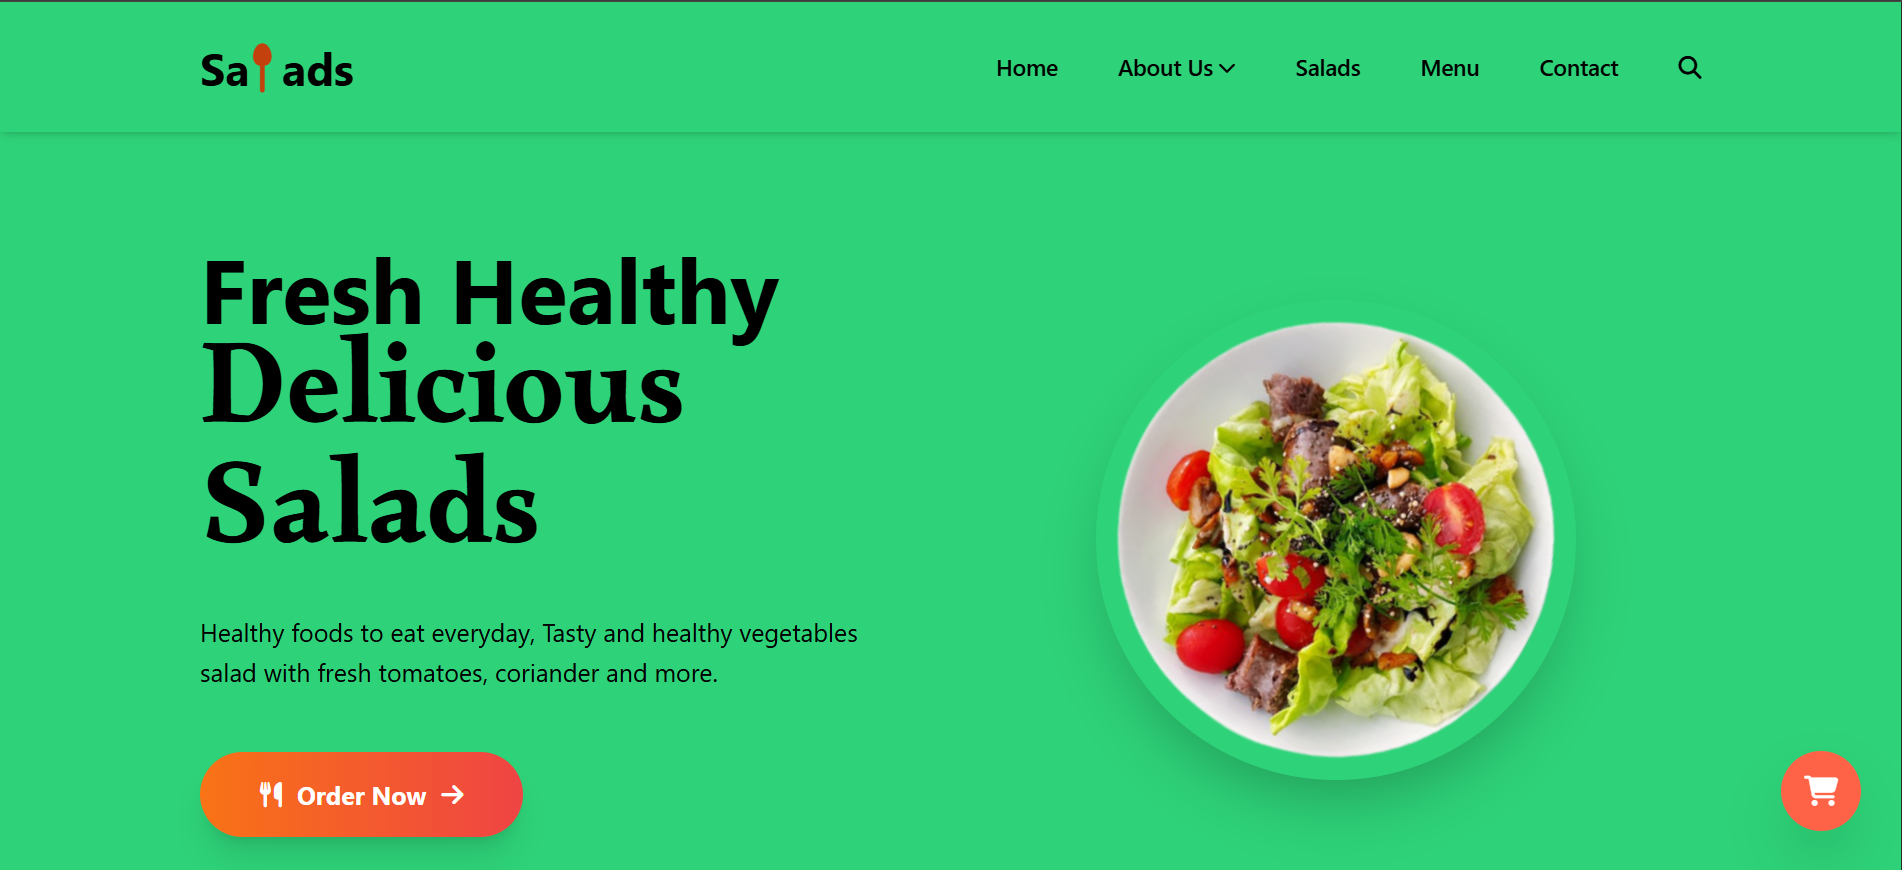 Sa ads
Home
About Us
Salads
Menu
Contact
Fresh Healthy
Delicious
Salads
Healthy foods to eat everyday, Tasty and healthy vegetables
salad with fresh tomatoes, coriander and more.
Order Now